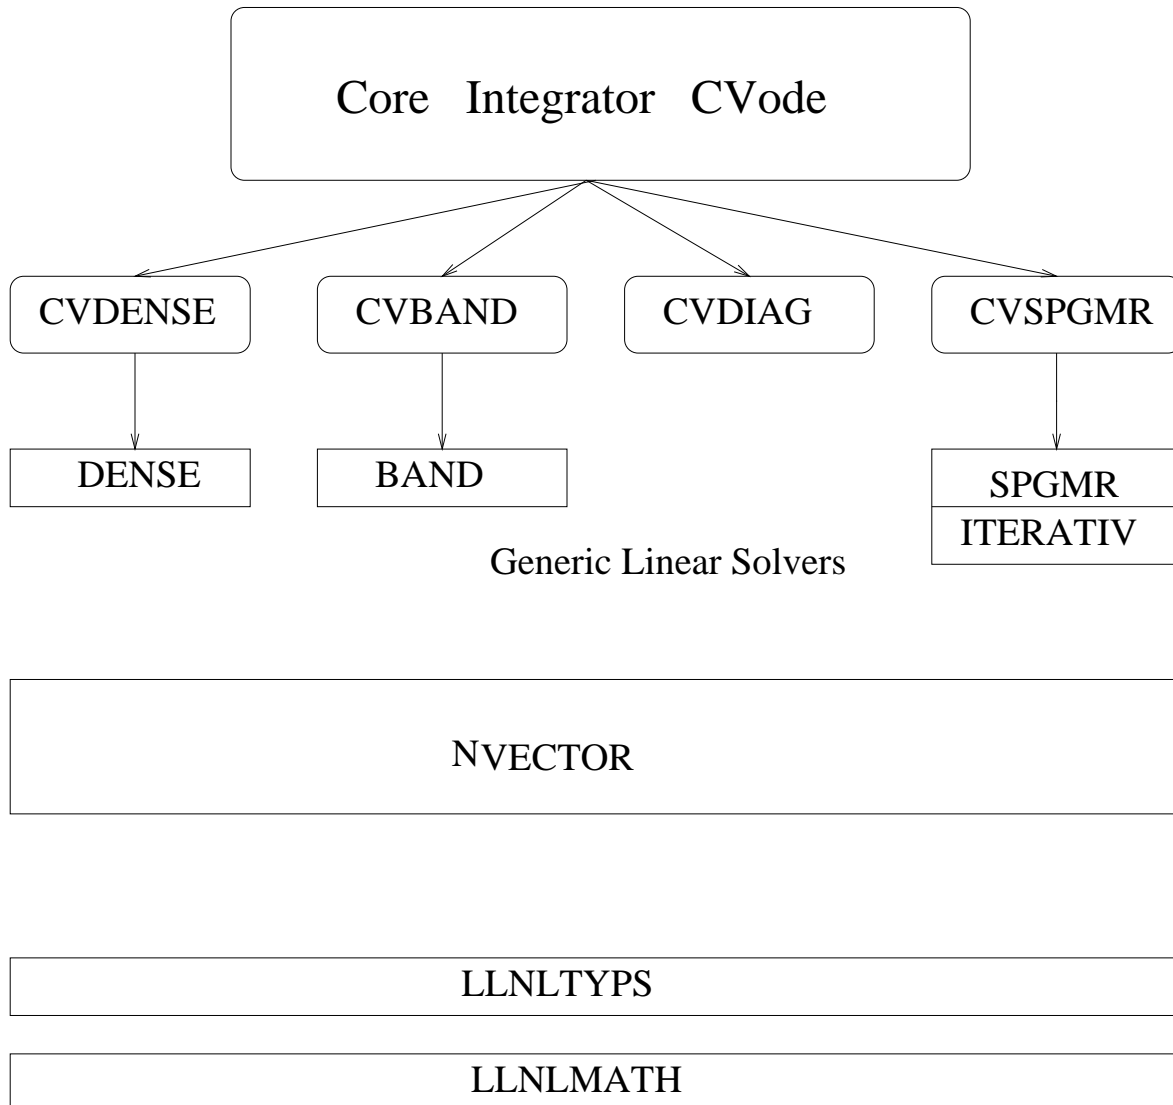 Core Integrator CVode
CVDENSE CVBAND CVDIAG CVSPGMR
DENSE BAND SPGMR
ITERATIV
Generic Linear Solvers
NVECTOR
LLNLTYPS
LLNLMATH